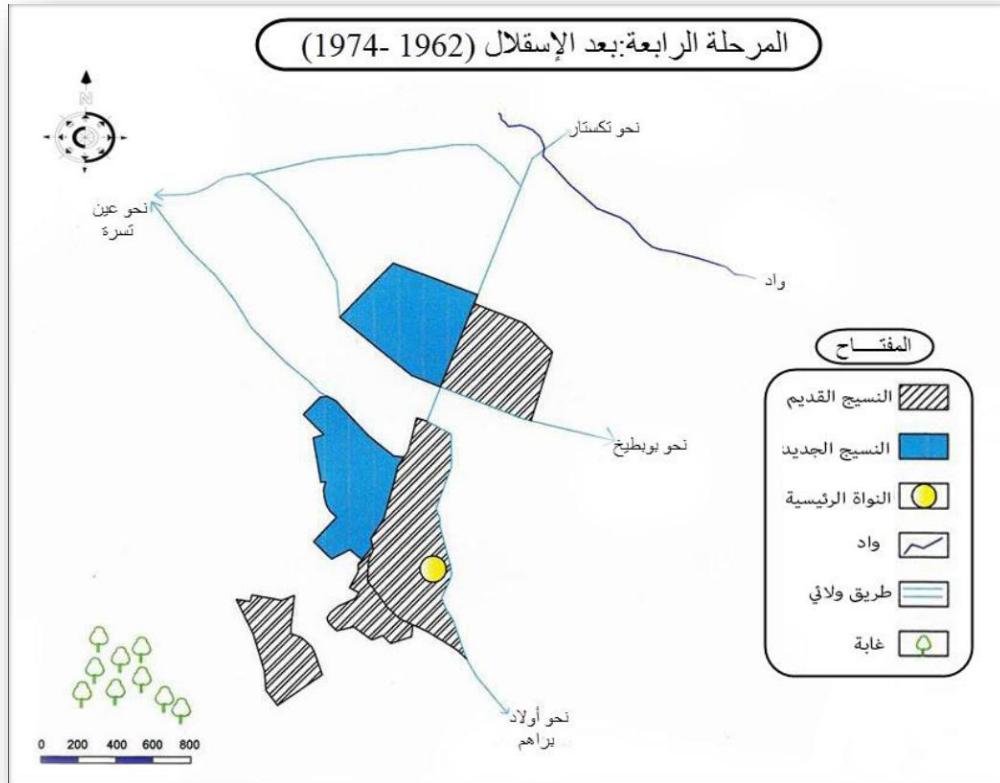 المرحلة الرابعة:بعد الإسقلال (1962 -1974)
N
نحو تكستار
نحو عين
تسرة
واد
المفتـــاح
النسيج القديم
النسيج الجديد
النواة الرئيسية
واد
طريق ولائي
غابة
نحو بوبطيخ
نحو أولاد
براهم
0 200 400 600 800